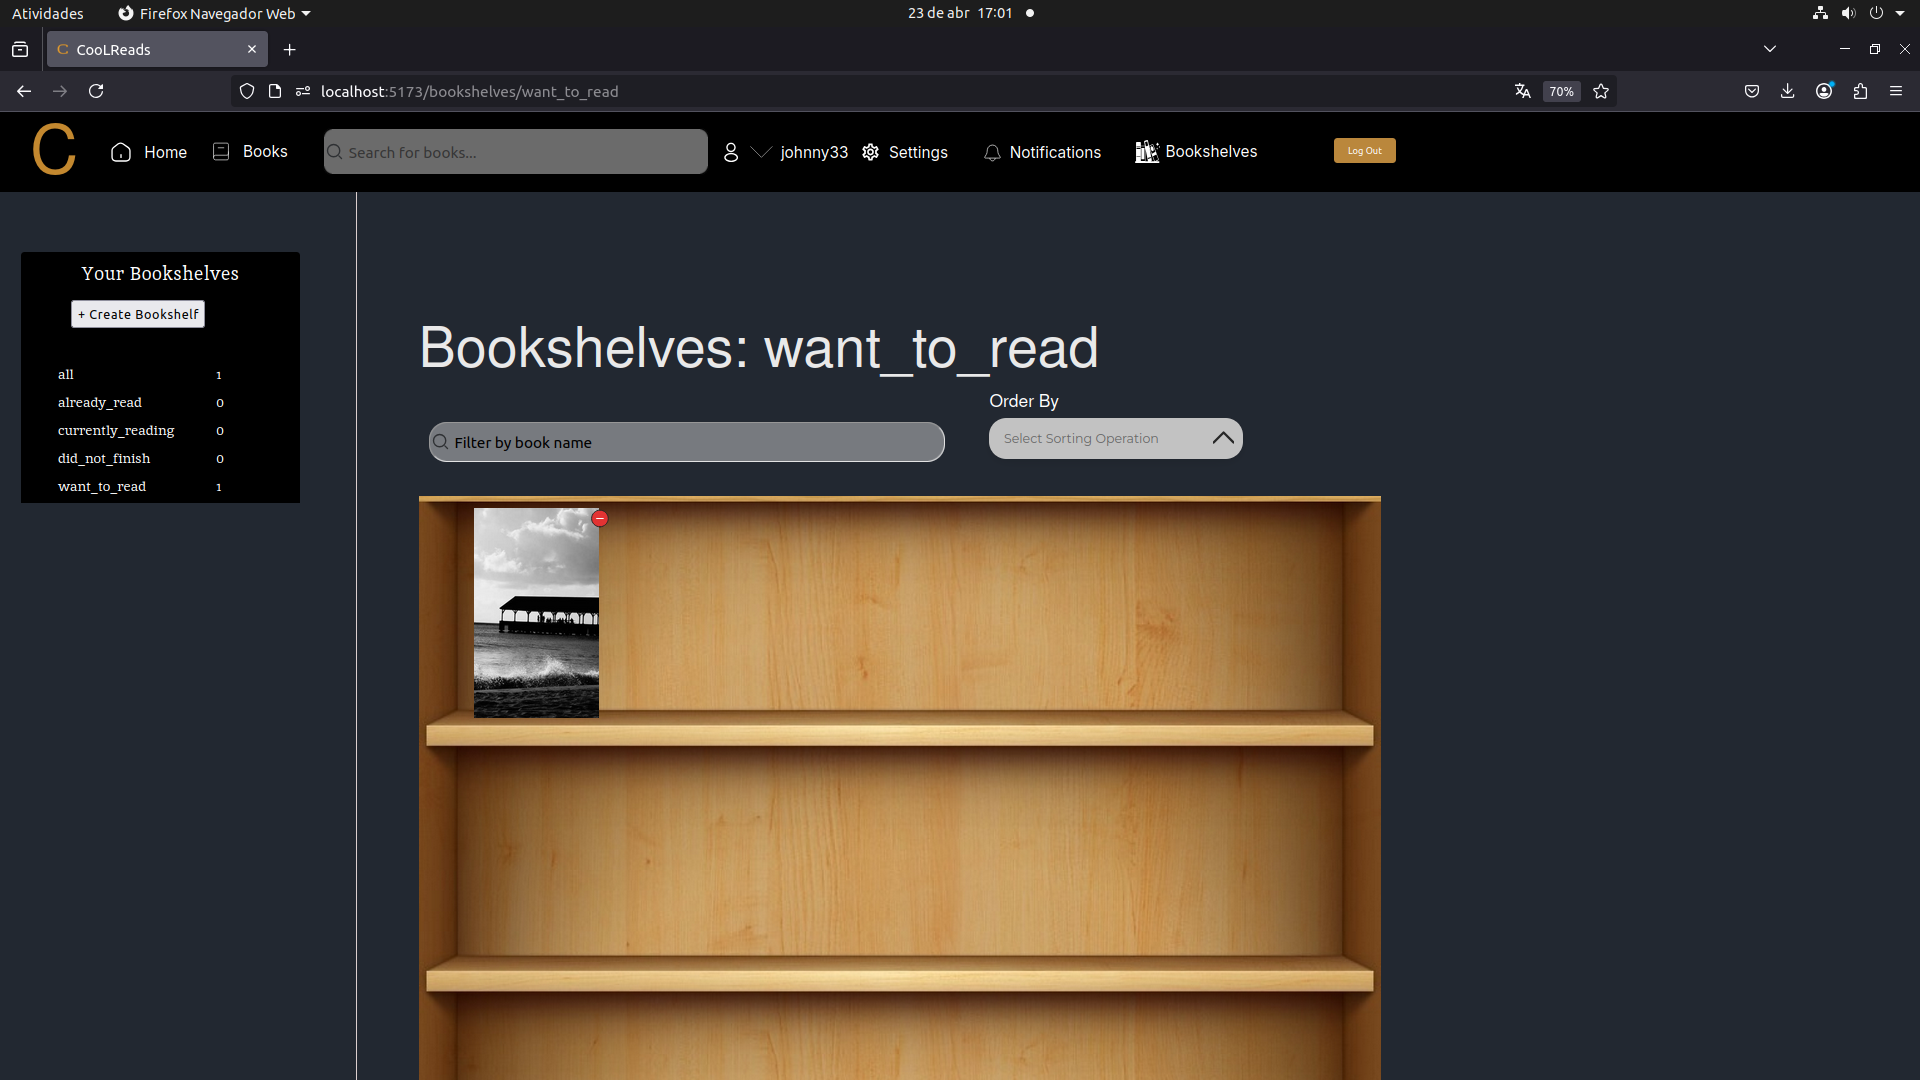 Atividades Firefox Navegador Web 23 de abr 17:01
C CooLReads
localhost:5173/bookshelves/want_to_read 70%
C Home Books Search for books... johnny33 Settings Notifications Bookshelves Log Out
Your Bookshelves
+ Create Bookshelf
all 1
already_read 0
currently_reading 0
did_not_finish 0
want_to_read 1
Bookshelves: want_to_read
Order By
Filter by book name
Select Sorting Operation